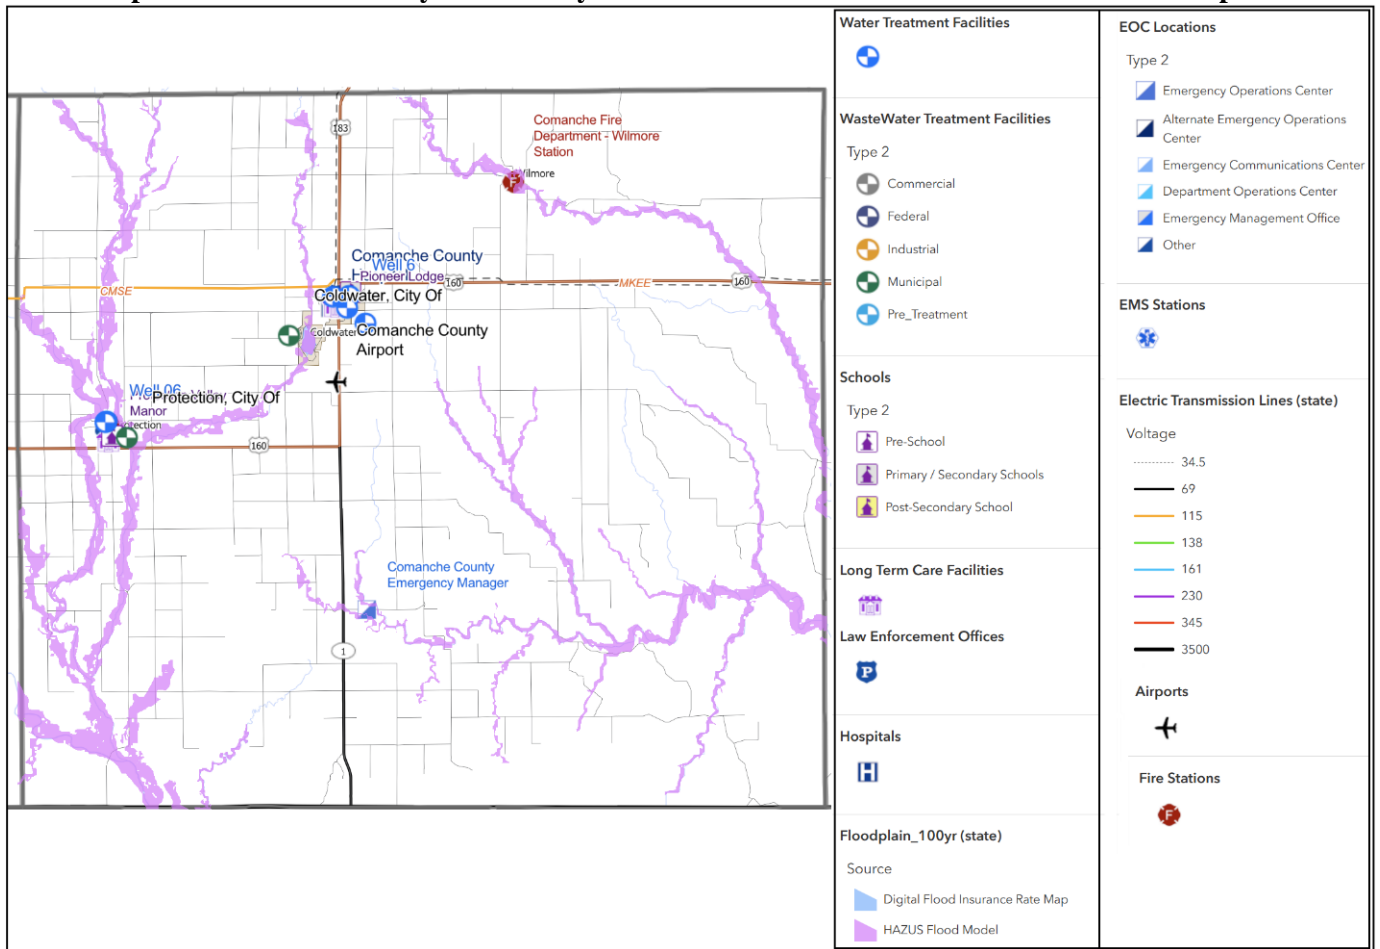 183
Comanche Fire
Department - Wilmore
Station
Wilmore
Comanche County
Well 6
Pioneer Lodge
160
MKEE
160
CMSE
Coldwater, City Of
Coldwater
Comanche County
Airport
Well 06
Protection, City Of
Manor
160
Comanche County
Emergency Manager
1
Water Treatment Facilities
WasteWater Treatment Facilities
Type 2
Commercial
Federal
Industrial
Municipal
Pre_Treatment
Schools
Type 2
Pre-School
Primary / Secondary Schools
Post-Secondary School
Long Term Care Facilities
Law Enforcement Offices
P
Hospitals
H
Floodplain_100yr (state)
Source
Digital Flood Insurance Rate Map
HAZUS Flood Model
EOC Locations
Type 2
Emergency Operations Center
Alternate Emergency Operations
Center
Emergency Communications Center
Department Operations Center
Emergency Management Office
Other
EMS Stations
Electric Transmission Lines (state)
Voltage
34.5
69
115
138
161
230
345
3500
Airports
Fire Stations
F